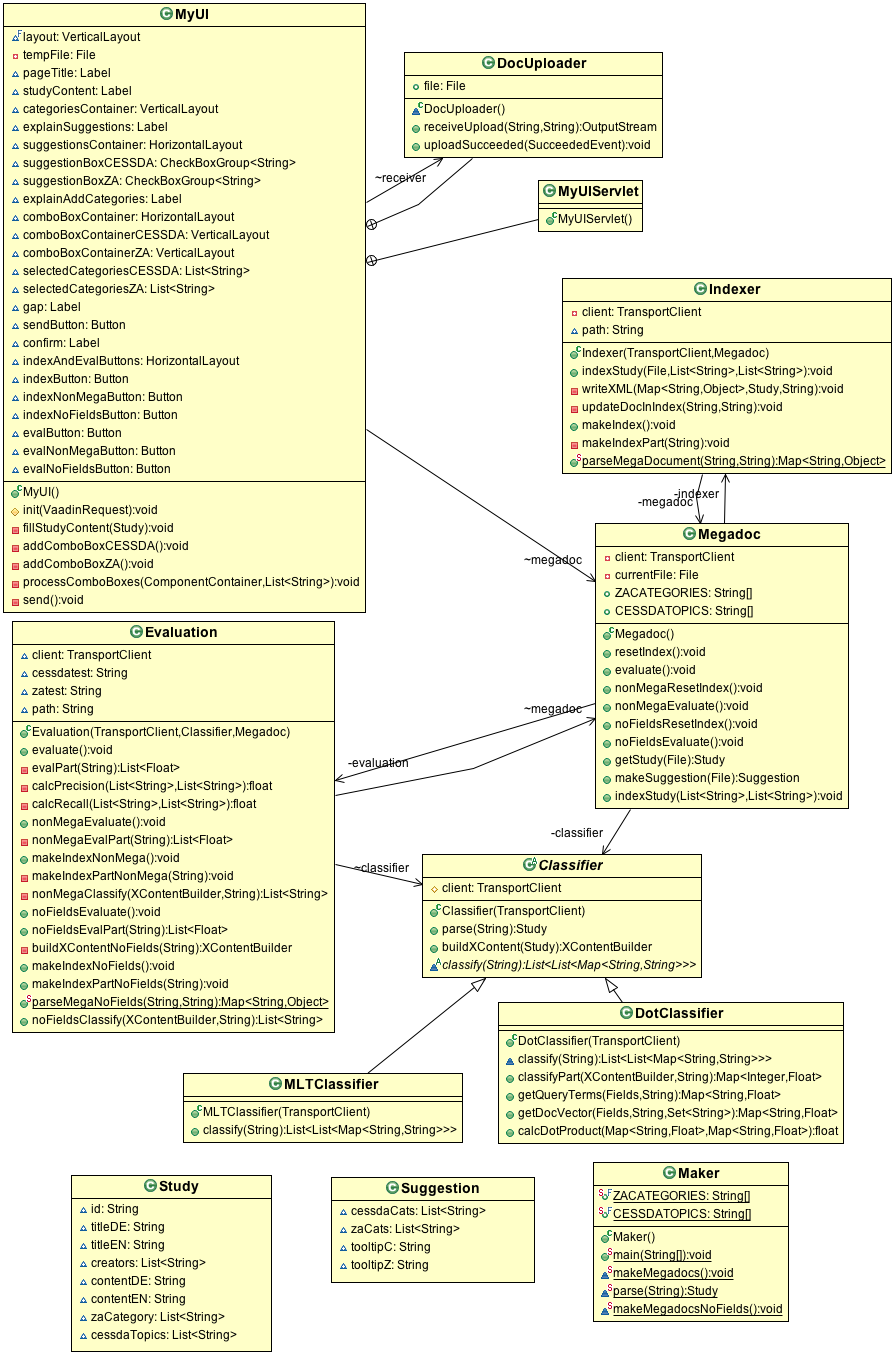 MyUI
layout: VerticalLayout
tempFile: File
pageTitle: Label
studyContent: Label
categoriesContainer: VerticalLayout
explainSuggestions: Label
suggestionsContainer: HorizontalLayout
suggestionBoxCESSDA: CheckBoxGroup<String>
suggestionBoxZA: CheckBoxGroup<String>
explainAddCategories: Label
comboBoxContainer: HorizontalLayout
comboBoxContainerCESSDA: VerticalLayout
comboBoxContainerZA: VerticalLayout
selectedCategoriesCESSDA: List<String>
selectedCategoriesZA: List<String>
gap: Label
sendButton: Button
confirm: Label
indexAndEvalButtons: HorizontalLayout
indexButton: Button
indexNonMegaButton: Button
indexNoFieldsButton: Button
evalButton: Button
evalNonMegaButton: Button
evalNoFieldsButton: Button
MyUI()
init(VaadinRequest):void
fillStudyContent(Study):void
addComboBoxCESSDA():void
addComboBoxZA():void
processComboBoxes(ComponentContainer,List<String>):void
send():void
DocUploader
file: File
DocUploader()
receiveUpload(String,String):OutputStream
uploadSucceeded(SucceededEvent):void
~receiver
MyUIServlet
MyUIServlet()
Indexer
client: TransportClient
path: String
Indexer(TransportClient,Megadoc)
indexStudy(File,List<String>,List<String>):void
writeXML(Map<String,Object>,Study,String):void
updateDocInIndex(String,String):void
makeIndex():void
makeIndexPart(String):void
parseMegaDocument(String,String):Map<String,Object>
-indexer
-megadoc
Megadoc
client: TransportClient
currentFile: File
ZACATEGORIES: String[]
CESSDATOPICS: String[]
Megadoc()
resetIndex():void
evaluate():void
nonMegaResetIndex():void
nonMegaEvaluate():void
noFieldsResetIndex():void
noFieldsEvaluate():void
getStudy(File):Study
makeSuggestion(File):Suggestion
indexStudy(List<String>,List<String>):void
~megadoc
~megadoc
-evaluation
-classifier
~classifier
Evaluation
client: TransportClient
cessdatest: String
zatest: String
path: String
Evaluation(TransportClient,Classifier,Megadoc)
evaluate():void
evalPart(String):List<Float>
calcPrecision(List<String>,List<String>):float
calcRecall(List<String>,List<String>):float
nonMegaEvaluate():void
nonMegaEvalPart(String):List<Float>
makeIndexNonMega():void
makeIndexPartNonMega(String):void
nonMegaClassify(XContentBuilder,String):List<String>
noFieldsEvaluate():void
noFieldsEvalPart(String):List<Float>
buildXContentNoFields(String):XContentBuilder
makeIndexNoFields():void
makeIndexPartNoFields(String):void
parseMegaNoFields(String,String):Map<String,Object>
noFieldsClassify(XContentBuilder,String):List<String>
Classifier
client: TransportClient
Classifier(TransportClient)
parse(String):Study
buildXContent(Study):XContentBuilder
classify(String):List<List<Map<String,String>>>
DotClassifier
DotClassifier(TransportClient)
classify(String):List<List<Map<String,String>>>
classifyPart(XContentBuilder,String):Map<Integer,Float>
getQueryTerms(Fields,String):Map<String,Float>
getDocVector(Fields,String,Set<String>):Map<String,Float>
calcDotProduct(Map<String,Float>,Map<String,Float>):float
MLTClassifier
MLTClassifier(TransportClient)
classify(String):List<List<Map<String,String>>>
Study
id: String
titleDE: String
titleEN: String
creators: List<String>
contentDE: String
contentEN: String
zaCategory: List<String>
cessdaTopics: List<String>
Suggestion
cessdaCats: List<String>
zaCats: List<String>
tooltipC: String
tooltipZ: String
Maker
ZACATEGORIES: String[]
CESSDATOPICS: String[]
Maker()
main(String[]):void
makeMegadocs():void
parse(String):Study
makeMegadocsNoFields():void